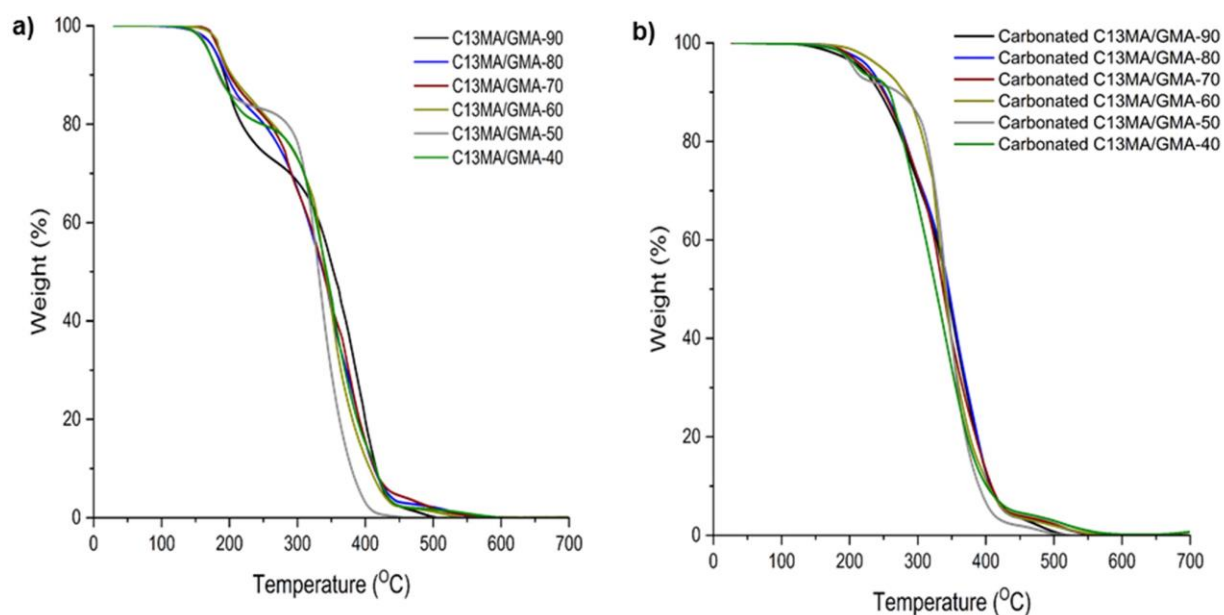 a)
C13MA/GMA-90
C13MA/GMA-80
C13MA/GMA-70
C13MA/GMA-60
C13MA/GMA-50
C13MA/GMA-40
100
80
60
40
20
0
Weight (%)
0 100 200 300 400 500 600 700
Temperature (°C)
b)
Carbonated C13MA/GMA-90
Carbonated C13MA/GMA-80
Carbonated C13MA/GMA-70
Carbonated C13MA/GMA-60
Carbonated C13MA/GMA-50
Carbonated C13MA/GMA-40
100
80
60
40
20
0
Weight (%)
0 100 200 300 400 500 600 700
Temperature (°C)